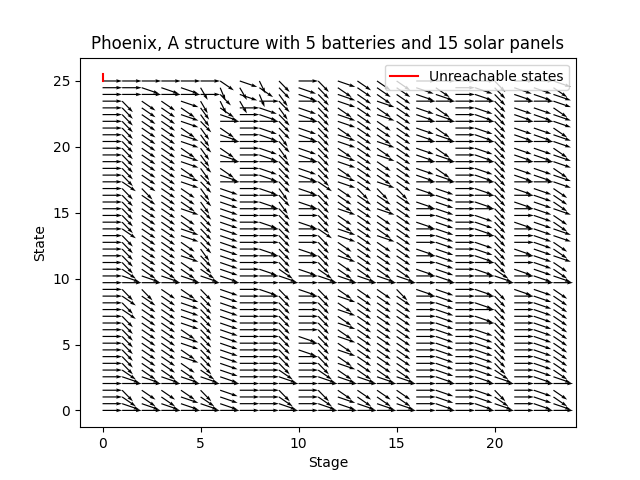 Phoenix, A structure with 5 batteries and 15 solar panels
Unreachable states
25
20
15
10
5
0
State
0 5 10 15 20
Stage